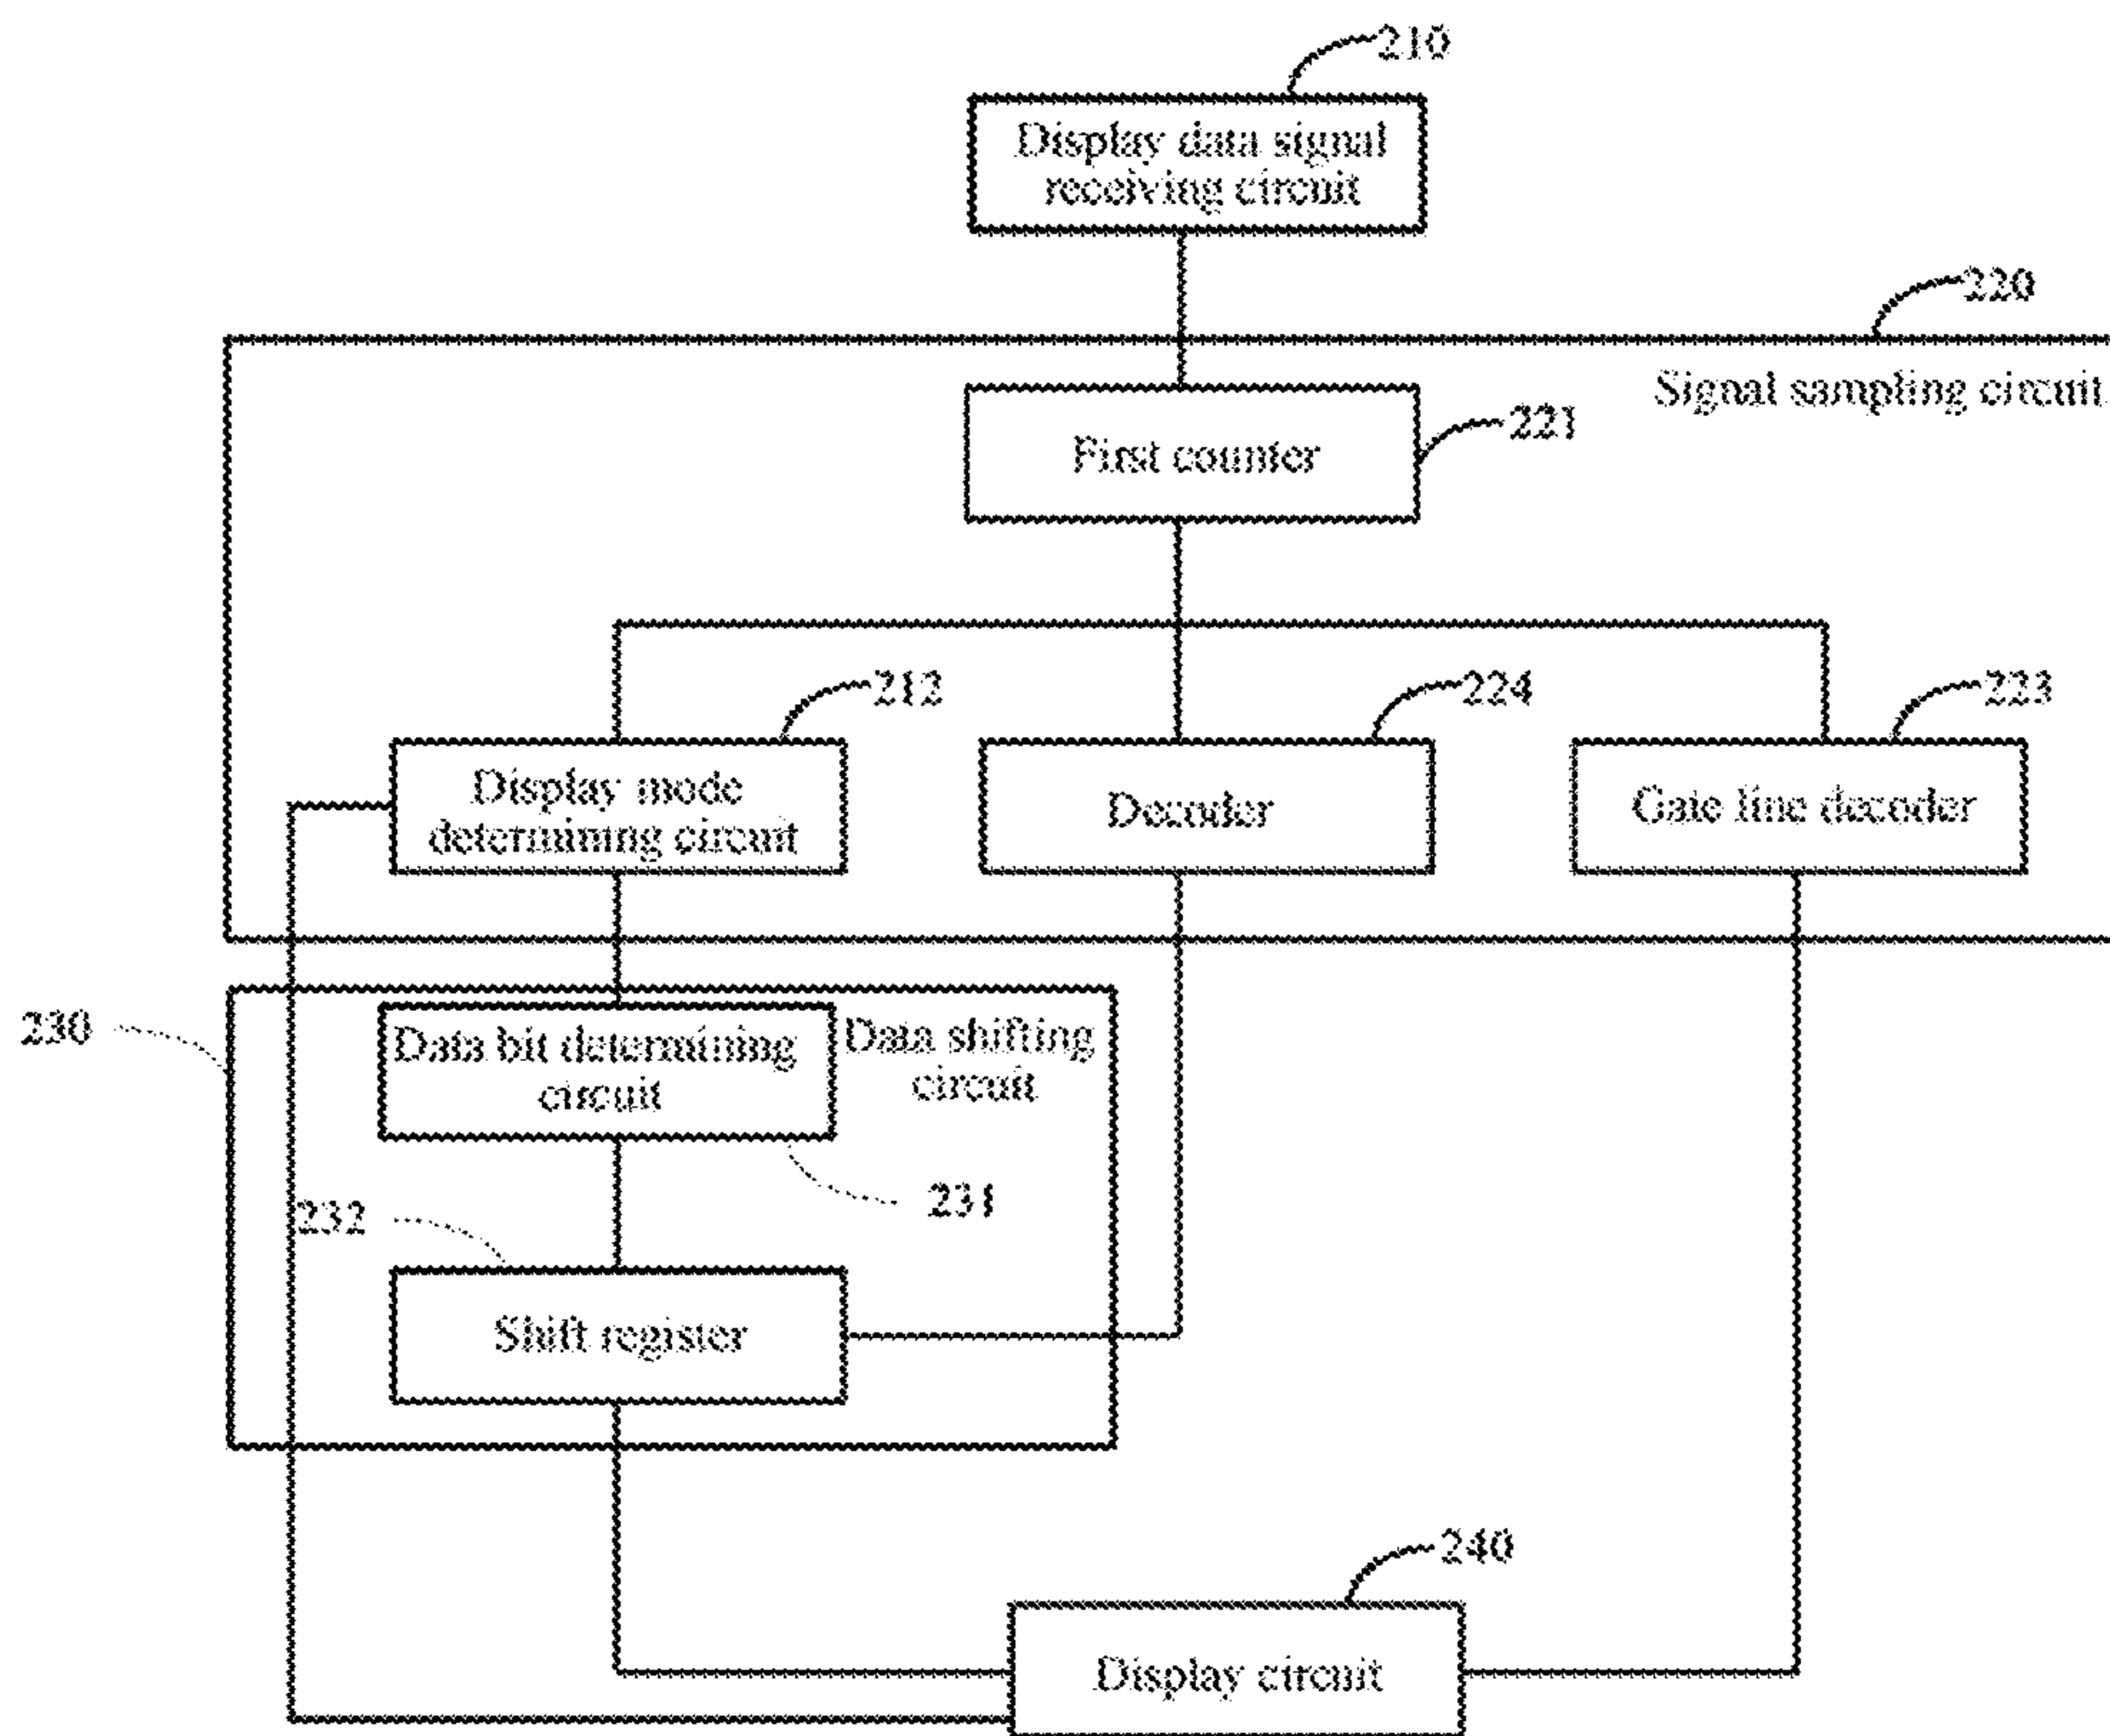 210
Display data signal
receiving circuit
220
Signal sampling circuit
221
First counter
212
224
223
Display mode
determining circuit
Decoder
Gate line decoder
230
Data bit determining
circuit
Data shifting
circuit
231
232
Shift register
240
Display circuit